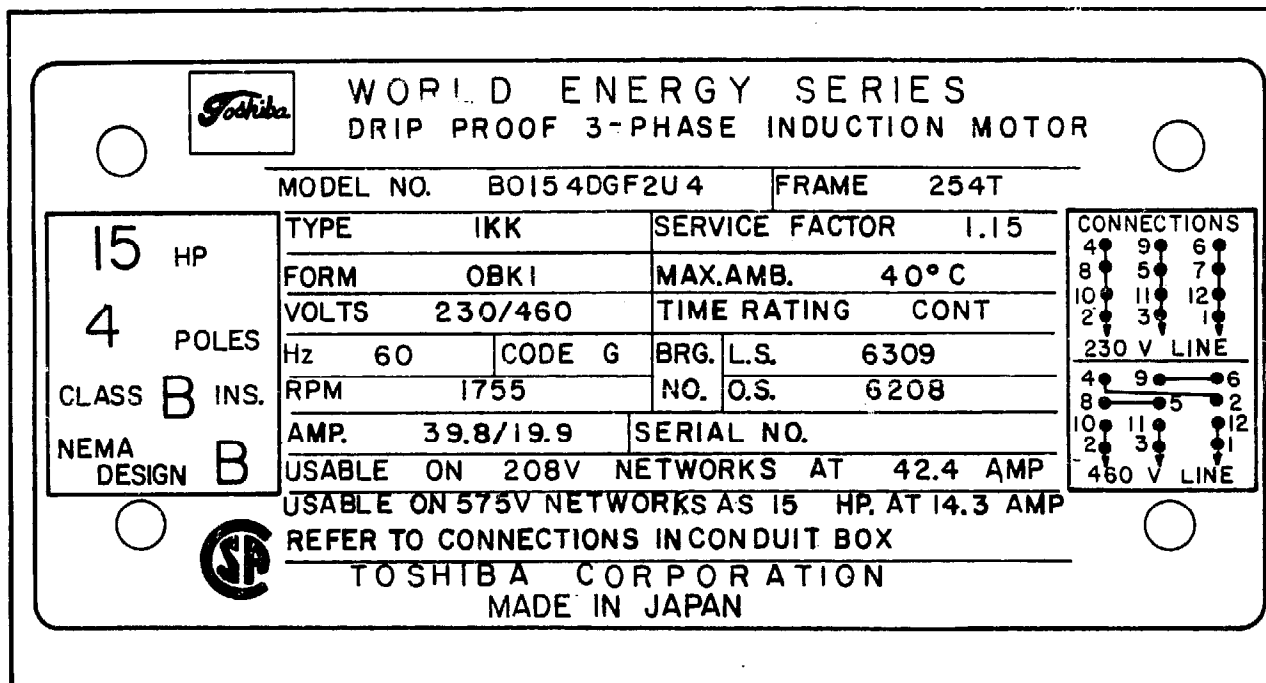 Toshiba
WORLD ENERGY SERIES
DRIP PROOF 3-PHASE INDUCTION MOTOR
MODEL NO. BO154DGF2U4 FRAME 254T
15 HP
4 POLES
CLASS B INS.
NEMA
DESIGN B
TYPE IKK SERVICE FACTOR 1.15
FORM OBK1 MAX.AMB. 40°C
VOLTS 230/460 TIME RATING CONT
Hz 60 CODE G BRG. L.S. 6309
RPM 1755 NO. O.S. 6208
AMP. 39.8/19.9 SERIAL NO.
USABLE ON 208V NETWORKS AT 42.4 AMP
USABLE ON 575V NETWORKS AS 15 HP. AT 14.3 AMP
REFER TO CONNECTIONS IN CONDUIT BOX
TOSHIBA CORPORATION
MADE IN JAPAN
CONNECTIONS
4 9 6
8 5 7
10 11 12
2 3 1
230 V LINE
4 9 6
8 5 2
10 11 12
2 3 1
460 V LINE